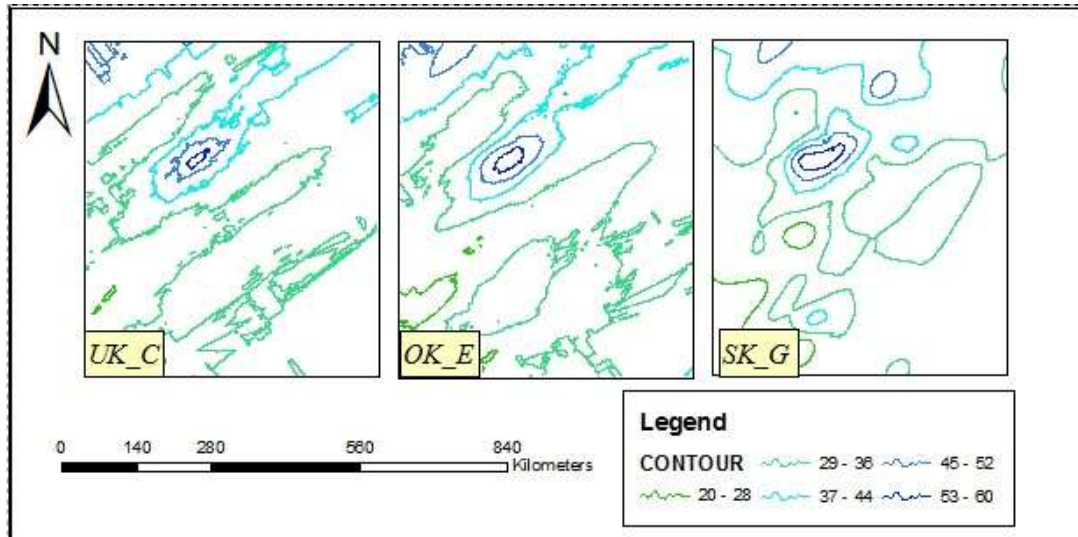 N
UK_C
OK_E
SK_G
0 140 280 560 840
Kilometers
Legend
CONTOUR
29 - 36
45 - 52
20 - 28
37 - 44
53 - 60